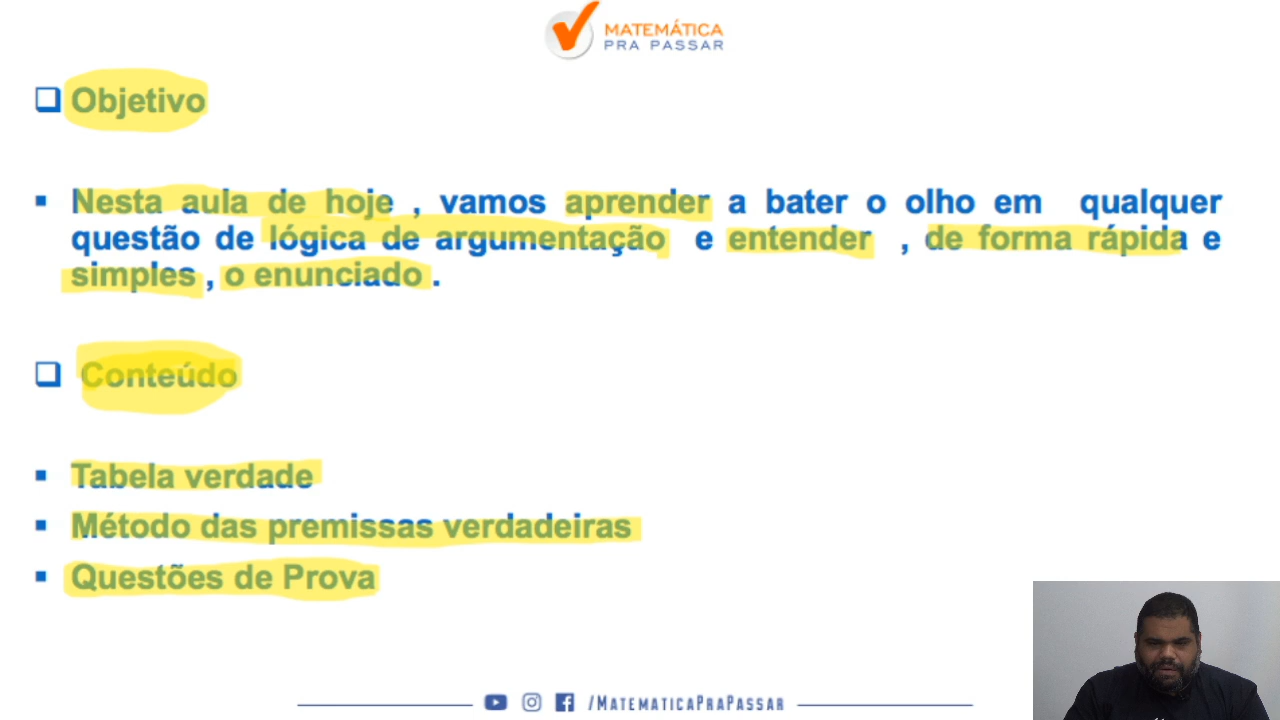 MATEMÁTICA
PRA PASSAR
Objetivo
Nesta aula de hoje , vamos aprender a bater o olho em qualquer
questão de lógica de argumentação e entender , de forma rápida e
simples , o enunciado .
Conteúdo
Tabela verdade
Método das premissas verdadeiras
Questões de Prova
/MatematicaPraPassar